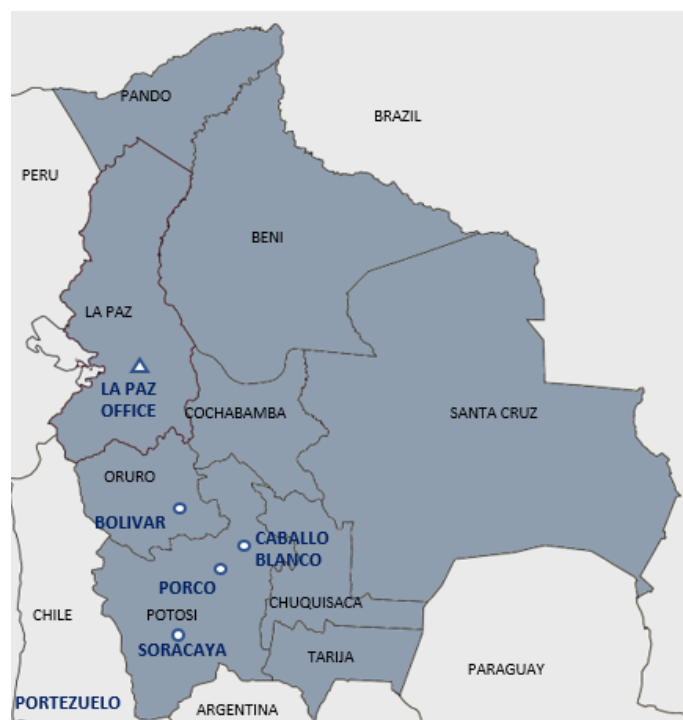 PANDO
BRAZIL
PERU
BENI
LA PAZ
LA PAZ
OFFICE
COCHABAMBA
SANTA CRUZ
ORURO
BOLIVAR
CABALLO
BLANCO
PORCO
CHUQUISACA
CHILE
POTOSI
SORACAYA
TARIJA
PARAGUAY
PORTEZUELO
ARGENTINA